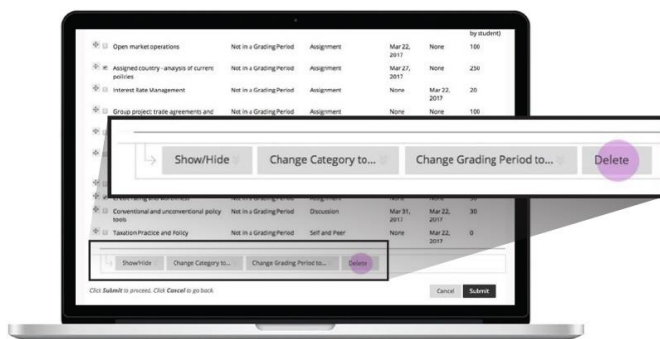 by student)
Open market operations Not in a Grading Period Assignment Mar 22, None 100
2017
Assigned country - analysis of current Not in a Grading Period Assignment Mar 27, None 250
policies 2017
Interest Rate Management Not in a Grading Period Assignment None Mar 22, 20
2017
Group project trade agreements and Not in a Grading Period Assignment None None 100
Show/Hide Change Category to... Change Grading Period to... Delete
Conventional and unconventional policy Not in a Grading Period Discussion Mar 31, Mar 22, 30
tools 2017 2017
Taxation Practice and Policy Not in a Grading Period Self and Peer None Mar 22, 0
2017
Show/Hide Change Category to... Change Grading Period to... Delete
Click Submit to proceed. Click Cancel to go back. Cancel Submit